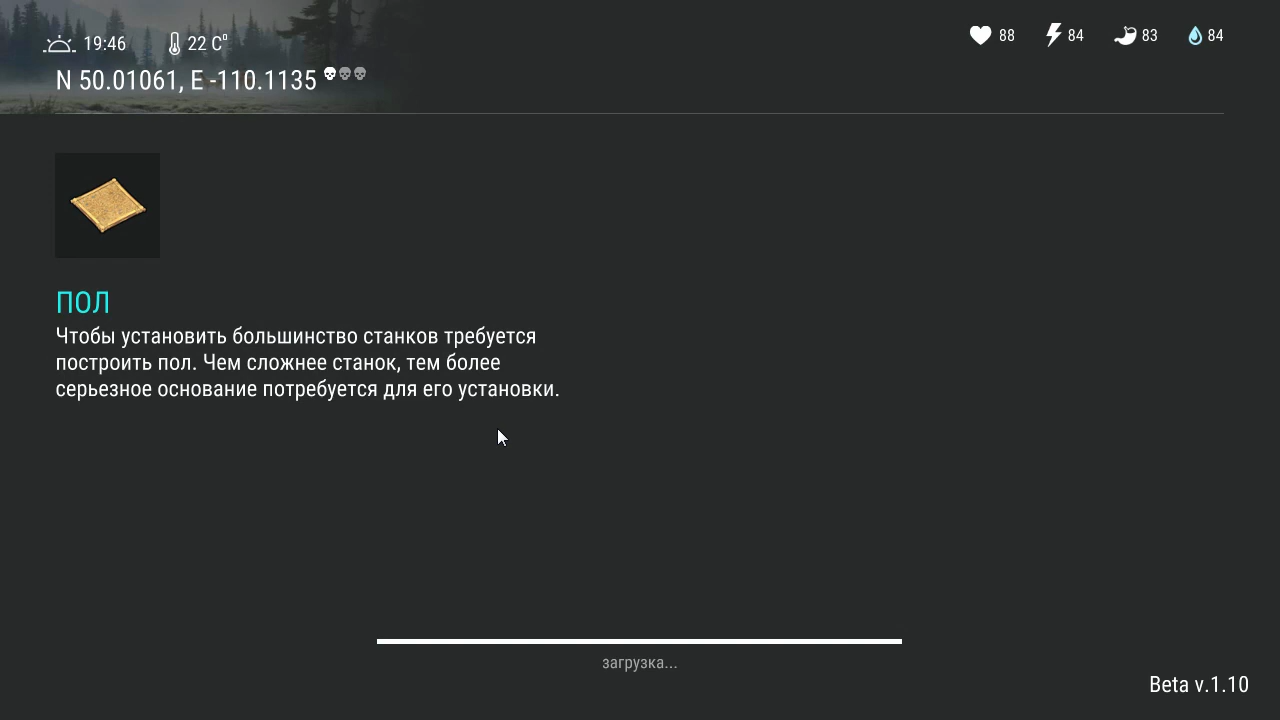 19:46 22 C°
88 84 83 84
N 50.01061, E -110.1135
ПОЛ
Чтобы установить большинство станков требуется
построить пол. Чем сложнее станок, тем более
серьезное основание потребуется для его установки.
загрузка...
Beta v.1.10